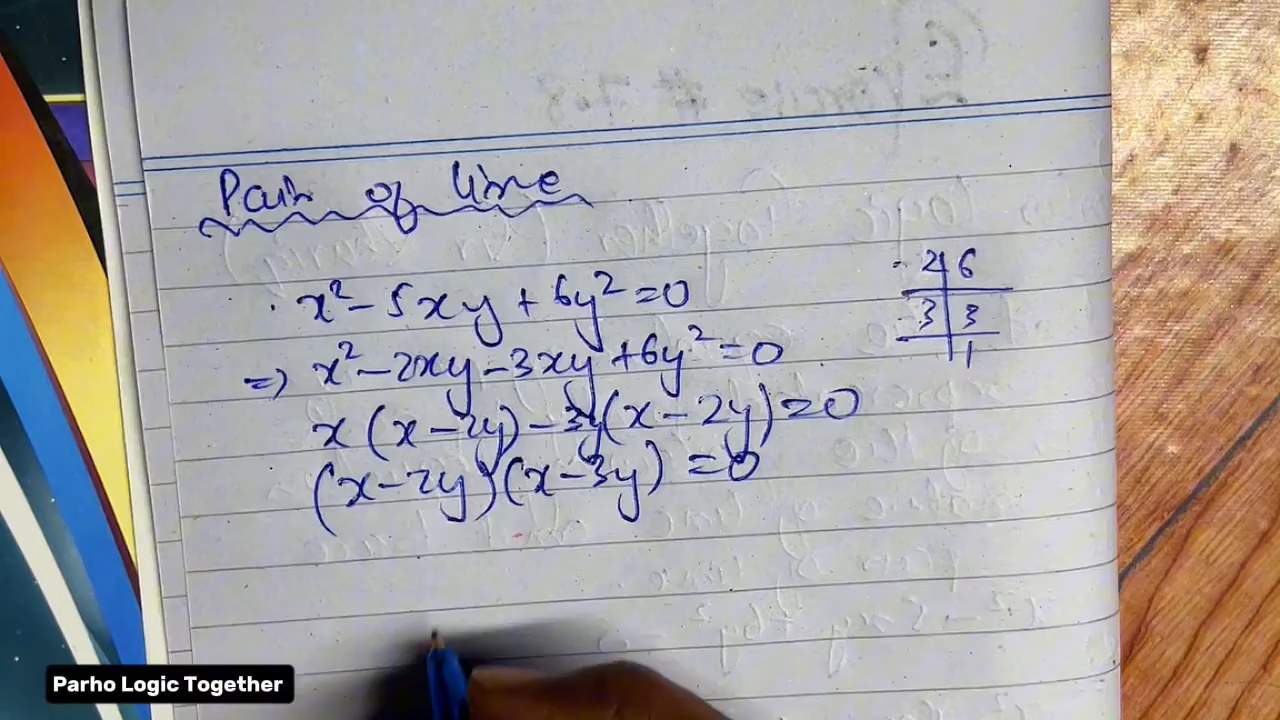 Pair of line
x² - 5xy + 6y² = 0
=> x² - 2xy - 3xy + 6y² = 0
x(x - 2y) - 3y(x - 2y) = 0
(x - 2y)(x - 3y) = 0
- 2 | 6
- 3 | 3
1
Parho Logic Together